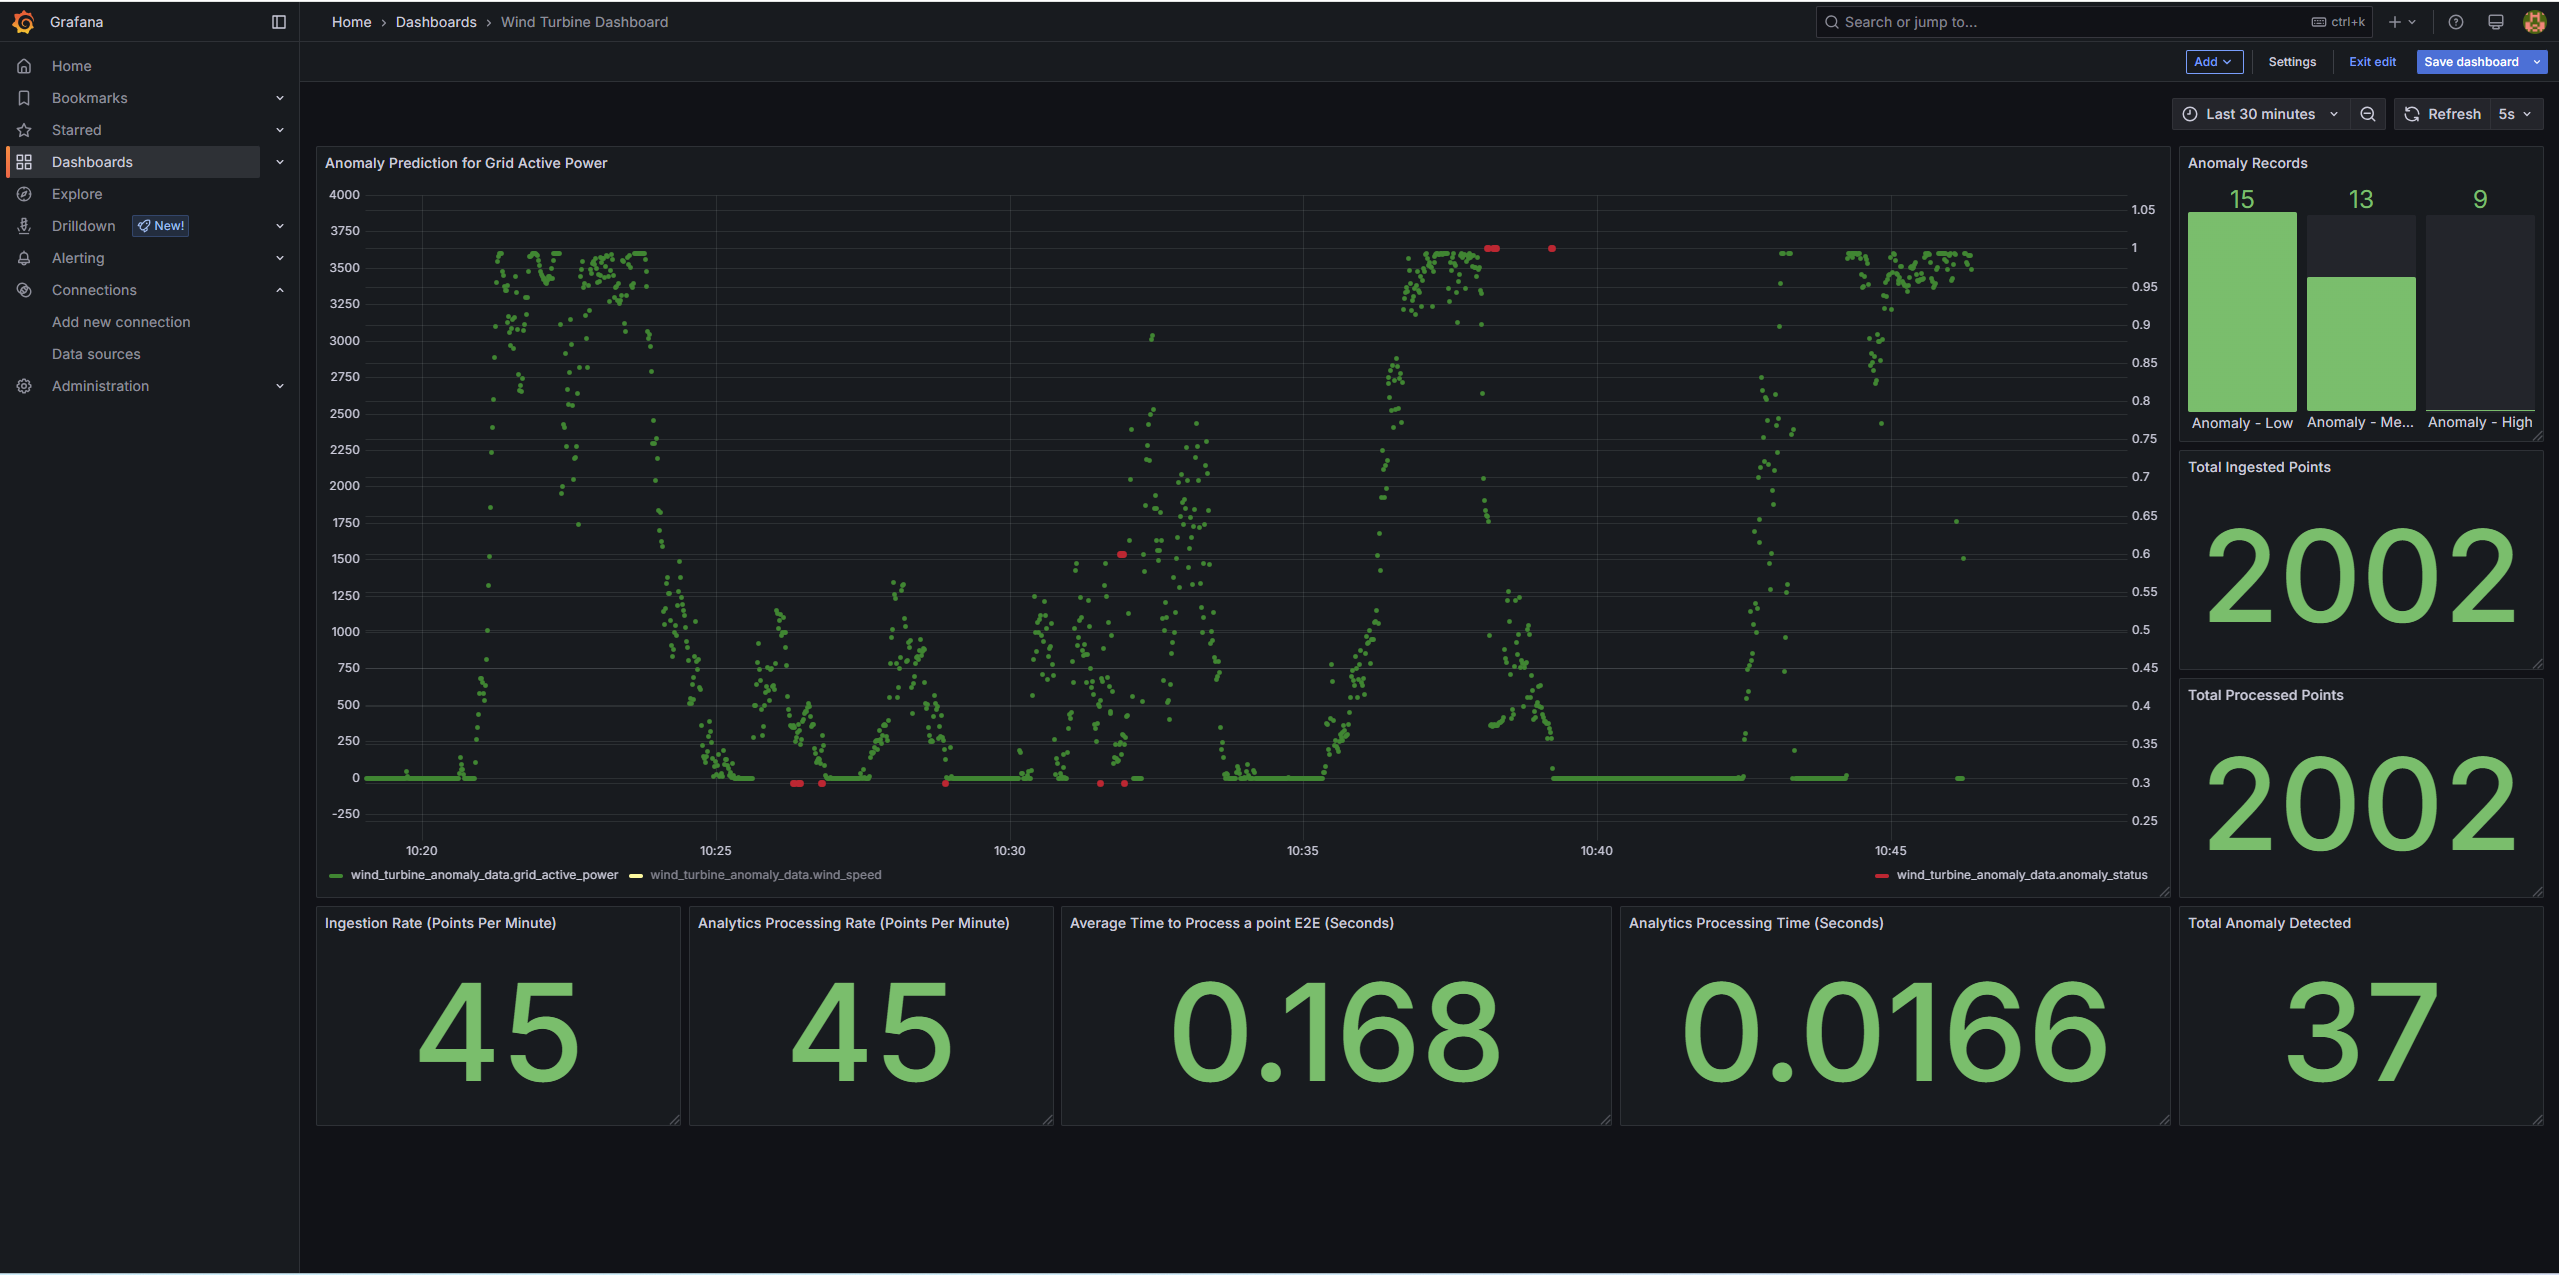 Grafana
Home › Dashboards › Wind Turbine Dashboard
Search or jump to...
ctrl+k
Add
Settings
Exit edit
Save dashboard
Home
Bookmarks
Starred
Dashboards
Explore
Drilldown New!
Alerting
Connections
Add new connection
Data sources
Administration
Last 30 minutes
Refresh
5s
Anomaly Prediction for Grid Active Power
4000
3750
3500
3250
3000
2750
2500
2250
2000
1750
1500
1250
1000
750
500
250
0
-250
1.05
1
0.95
0.9
0.85
0.8
0.75
0.7
0.65
0.6
0.55
0.5
0.45
0.4
0.35
0.3
0.25
10:20 10:25 10:30 10:35 10:40 10:45
wind_turbine_anomaly_data.grid_active_power wind_turbine_anomaly_data.wind_speed wind_turbine_anomaly_data.anomaly_status
Anomaly Records
15 13 9
Anomaly - Low Anomaly - Me... Anomaly - High
Total Ingested Points
2002
Total Processed Points
2002
Ingestion Rate (Points Per Minute)
45
Analytics Processing Rate (Points Per Minute)
45
Average Time to Process a point E2E (Seconds)
0.168
Analytics Processing Time (Seconds)
0.0166
Total Anomaly Detected
37